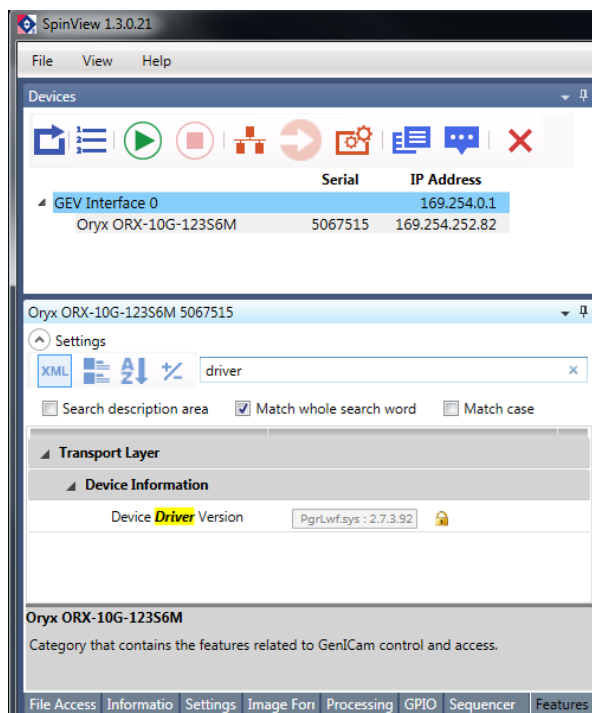 SpinView 1.3.0.21
File View Help
Devices
Serial IP Address
GEV Interface 0 169.254.0.1
Oryx ORX-10G-123S6M 5067515 169.254.252.82
Oryx ORX-10G-123S6M 5067515
Settings
XML driver
Search description area Match whole search word Match case
Transport Layer
Device Information
Device Driver Version PgrLwf.sys : 2.7.3.92
Oryx ORX-10G-123S6M
Category that contains the features related to GenICam control and access.
File Access Informatio Settings Image Forr Processing GPIO Sequencer Features